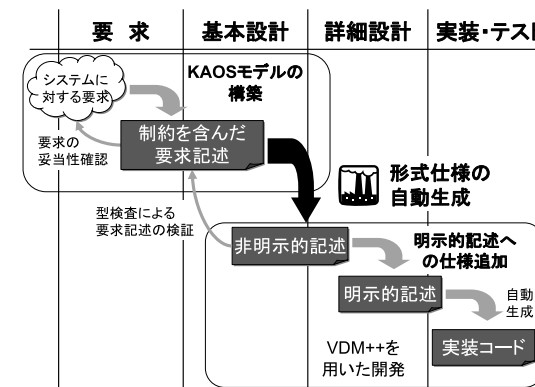 要 求
基本設計
詳細設計
実装・テスト
システムに
対する要求
KAOSモデルの
構築
要求の
妥当性確認
制約を含んだ
要求記述
形式仕様の
自動生成
型検査による
要求記述の検証
非明示的記述
明示的記述へ
の仕様追加
明示的記述
自動
生成
VDM++を
用いた開発
実装コード